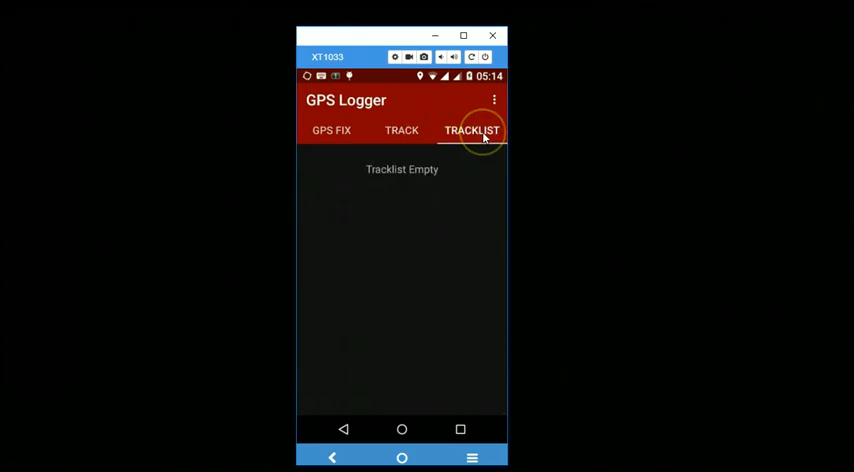 XT1033
05:14
GPS Logger
GPS FIX TRACK TRACKLIST
Tracklist Empty